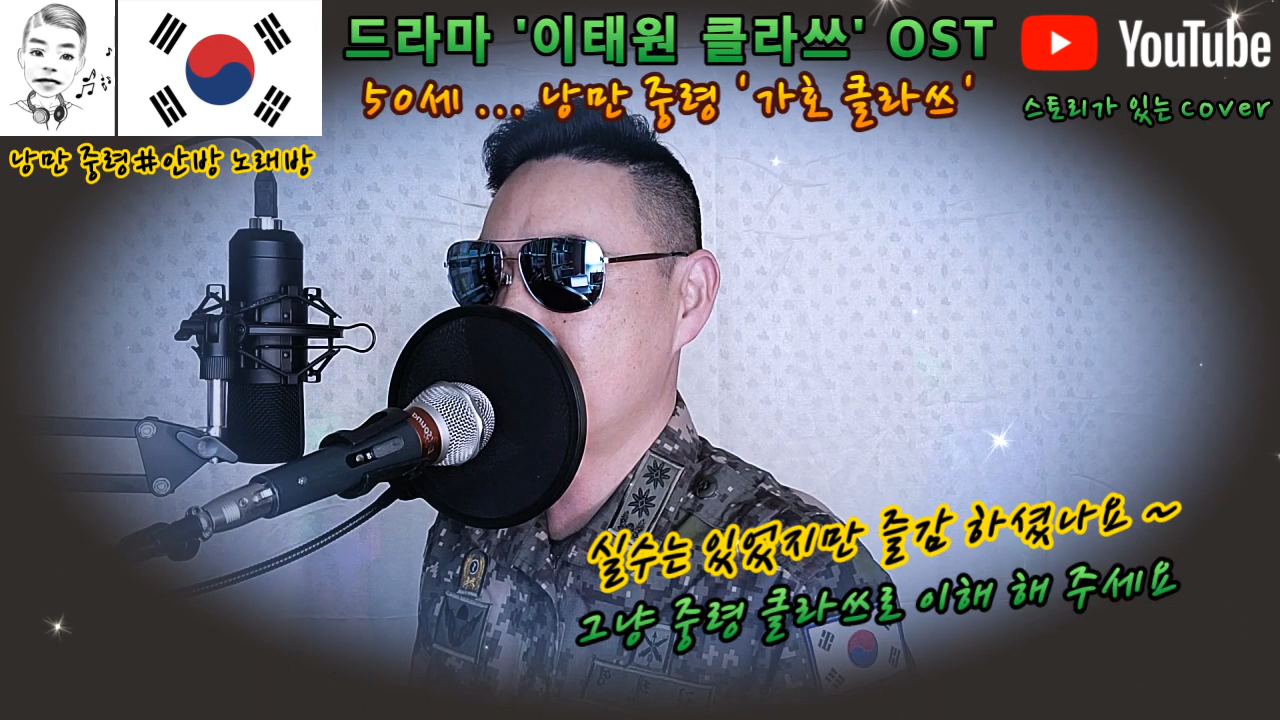 드라마 '이태원 클라쓰' OST
YouTube
50세 ... 낭만 중령 '가호 클라쓰'
스토리가 있는 cover
낭만 중령#안방 노래방
실수는 있었지만 즐감 하셨나요 ~
그냥 중령 클라쓰로 이해 해 주세요